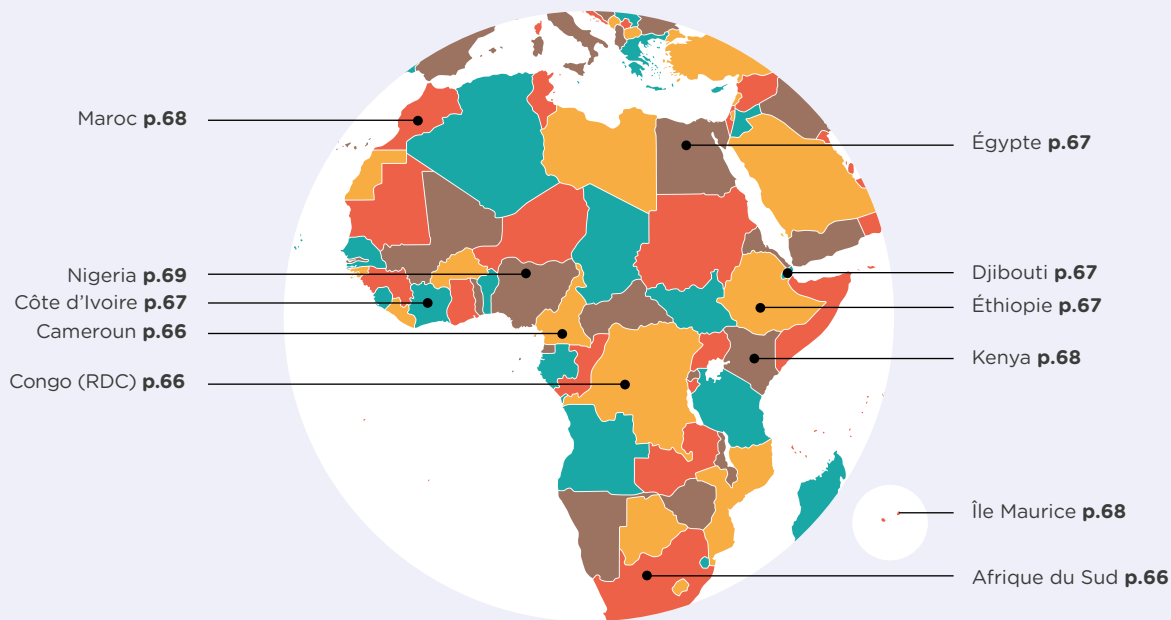 Maroc p.68
Nigeria p.69
Côte d’Ivoire p.67
Cameroun p.66
Congo (RDC) p.66
Égypte p.67
Djibouti p.67
Éthiopie p.67
Kenya p.68
Île Maurice p.68
Afrique du Sud p.66